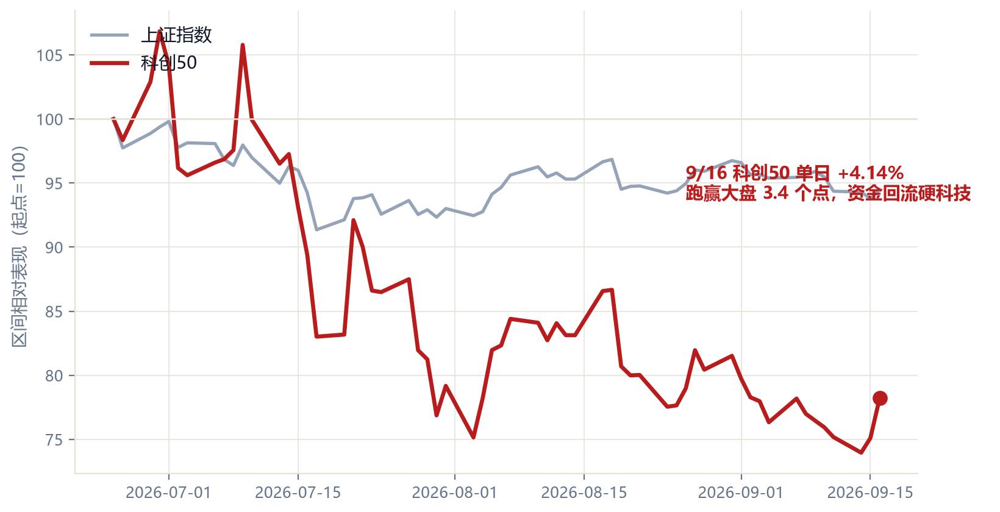 上证指数
科创50
105
100
95
90
85
80
75
区间相对表现（起点=100）
9/16 科创50 单日 +4.14%
跑赢大盘 3.4 个点，资金回流硬科技
2026-07-01
2026-07-15
2026-08-01
2026-08-15
2026-09-01
2026-09-15